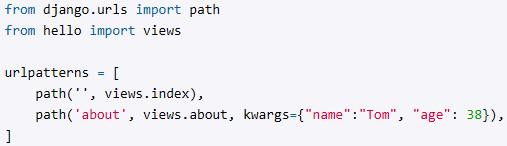 from django.urls import path
from hello import views

urlpatterns = [
    path('', views.index),
    path('about', views.about, kwargs={"name":"Tom", "age": 38}),
]